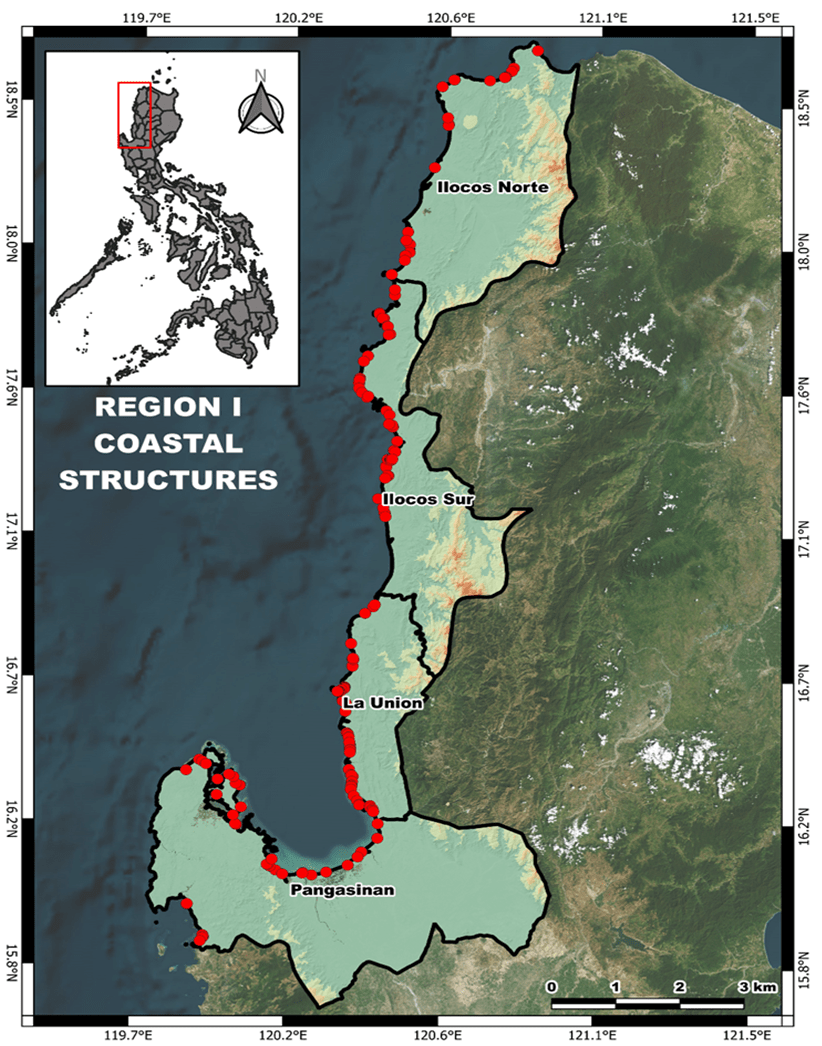 119.7°E 120.2°E 120.6°E 121.1°E 121.5°E
N
18.5°N 18.5°N
Ilocos Norte
18.0°N 18.0°N
17.6°N 17.6°N
REGION I
COASTAL
STRUCTURES
Ilocos Sur
17.1°N 17.1°N
16.7°N 16.7°N
La Union
16.2°N 16.2°N
Pangasinan
15.8°N 15.8°N
0 1 2 3 km
119.7°E 120.2°E 120.6°E 121.1°E 121.5°E